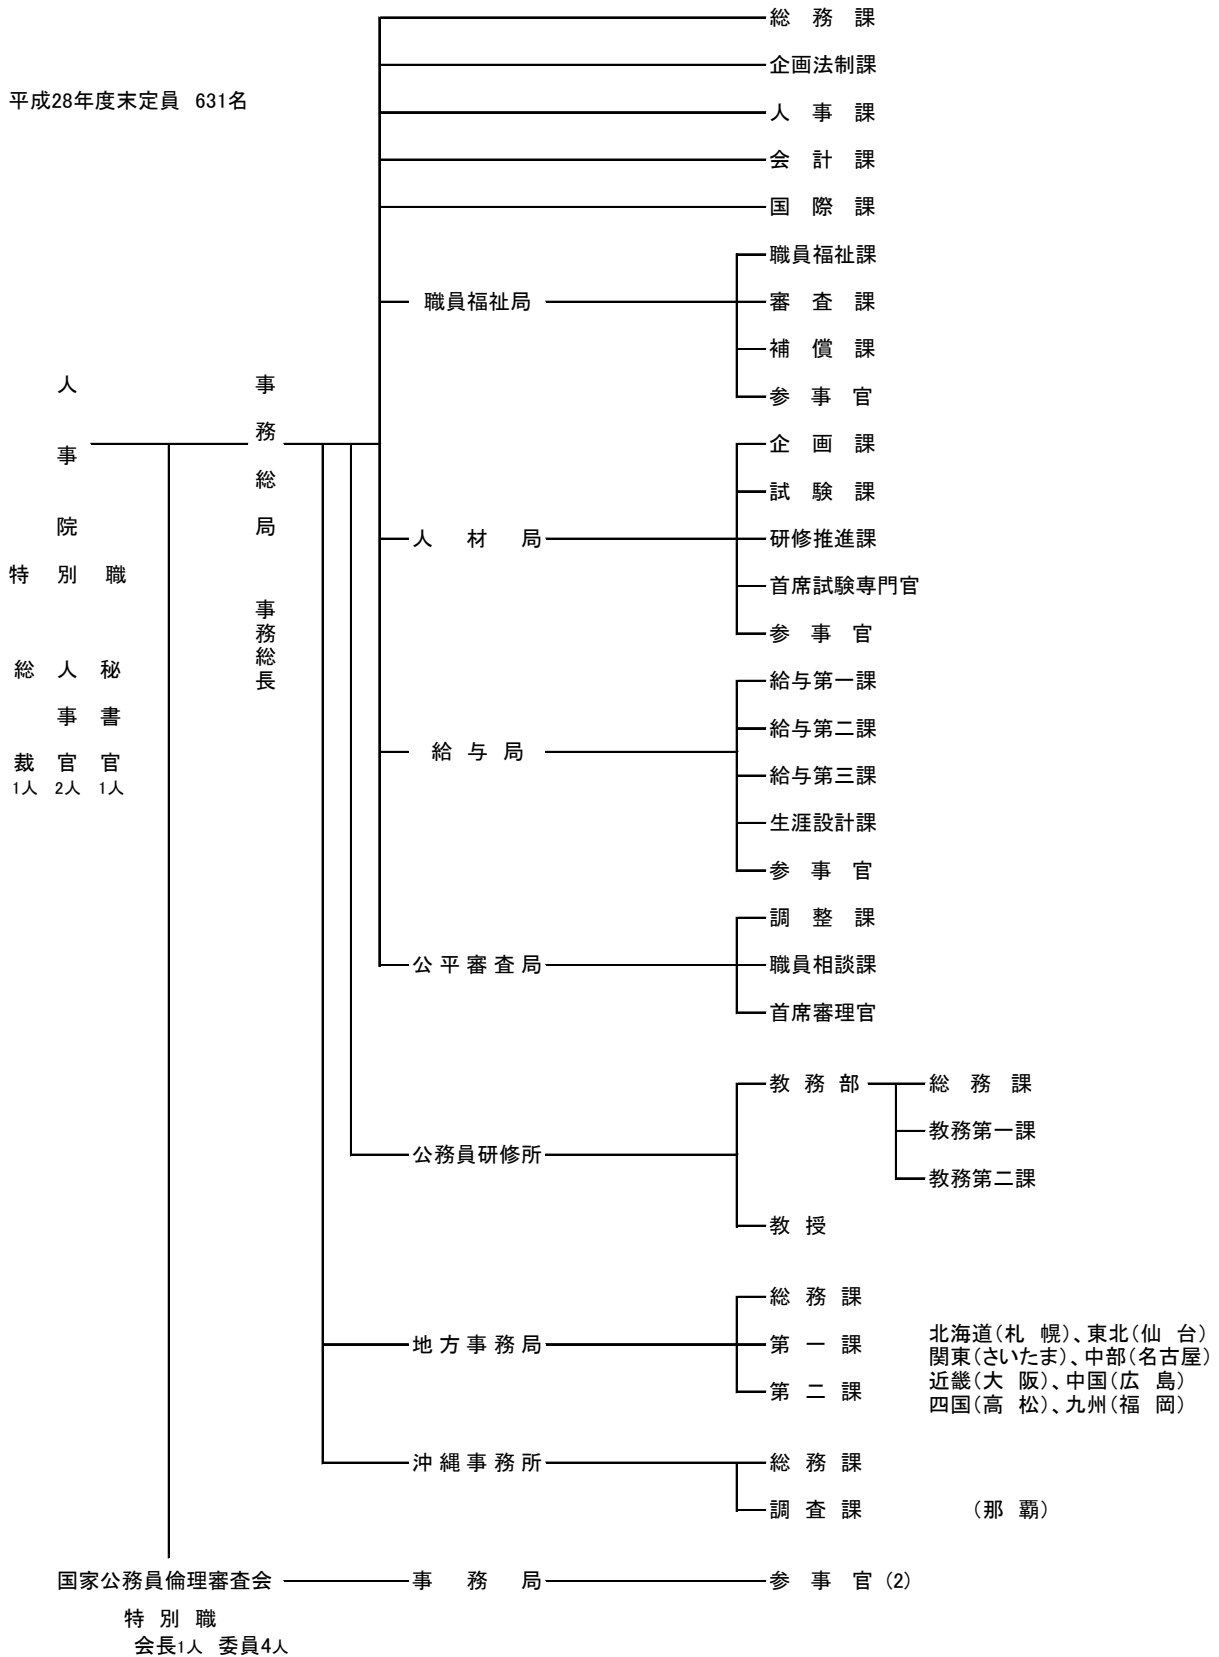 平成28年度末定員 631名
人事院
特別職
総裁 1人
人事官 2人
秘書官 1人
事務総局 事務総長
総務課
企画法制課
人事課
会計課
国際課
職員福祉局
職員福祉課
審査課
補償課
参事官
人材局
企画課
試験課
研修推進課
首席試験専門官
参事官
給与局
給与第一課
給与第二課
給与第三課
生涯設計課
参事官
公平審査局
調整課
職員相談課
首席審理官
公務員研修所
教務部
総務課
教務第一課
教務第二課
教授
地方事務局
総務課
第一課
第二課
北海道(札 幌)、東北(仙 台)
関東(さいたま)、中部(名古屋)
近畿(大 阪)、中国(広 島)
四国(高 松)、九州(福 岡)
沖縄事務所
総務課
調査課
(那 覇)
国家公務員倫理審査会
事務局
参事官(2)
特別職
会長1人 委員4人